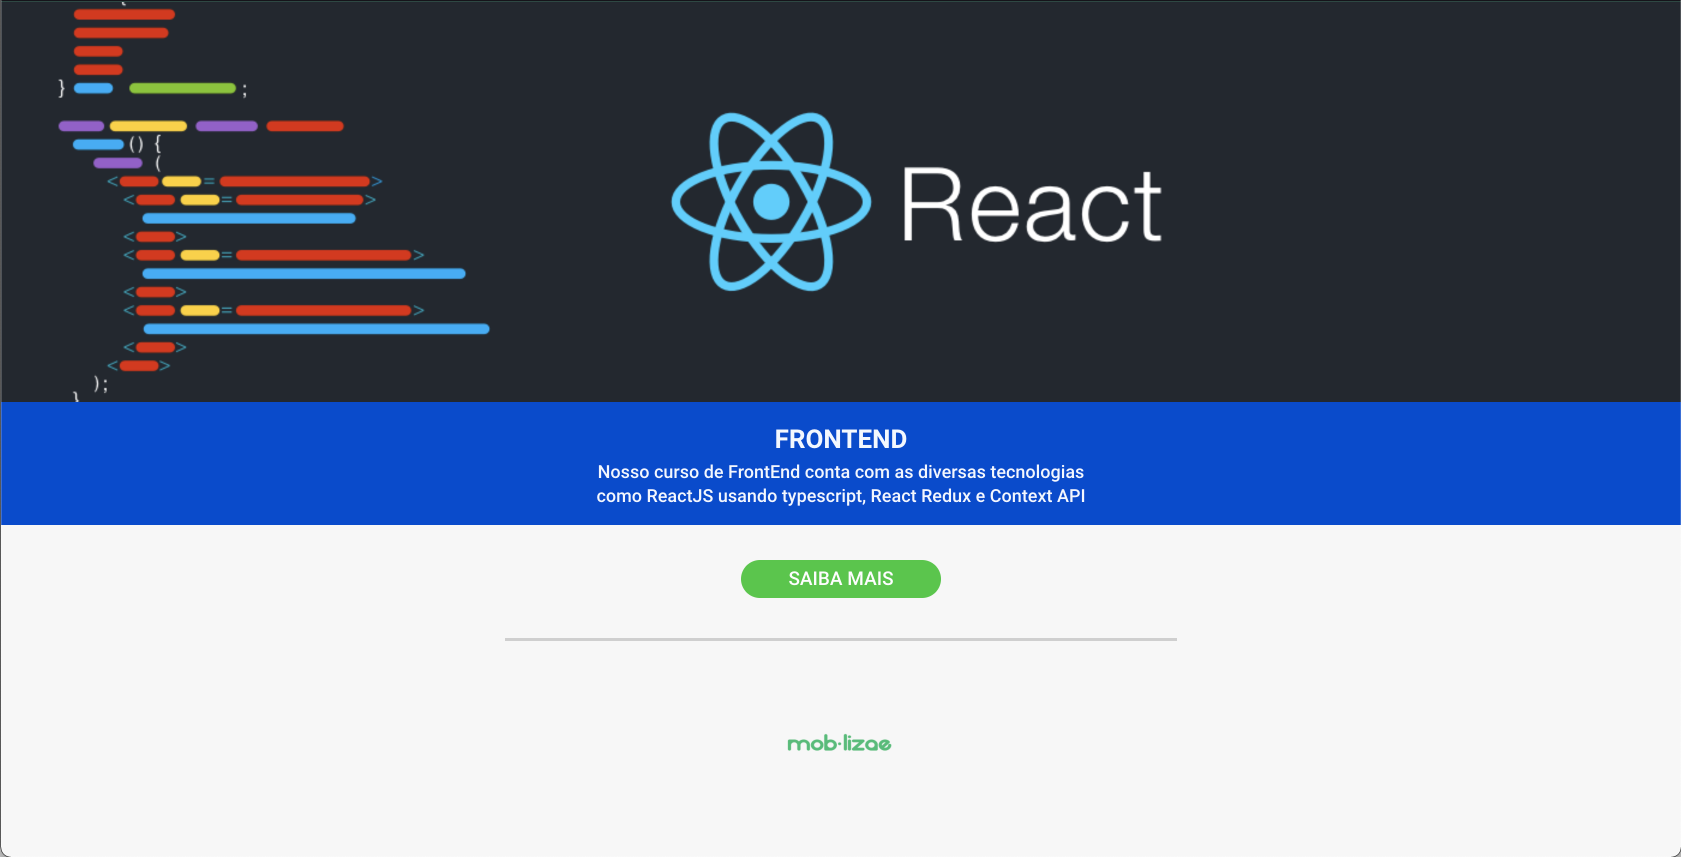 } ;
() {
(
< = >
< = >
< >
< = >
< >
< = >
< >
< >
);
}
React
FRONTEND
Nosso curso de FrontEnd conta com as diversas tecnologias
como ReactJS usando typescript, React Redux e Context API
SAIBA MAIS
mob·lizae